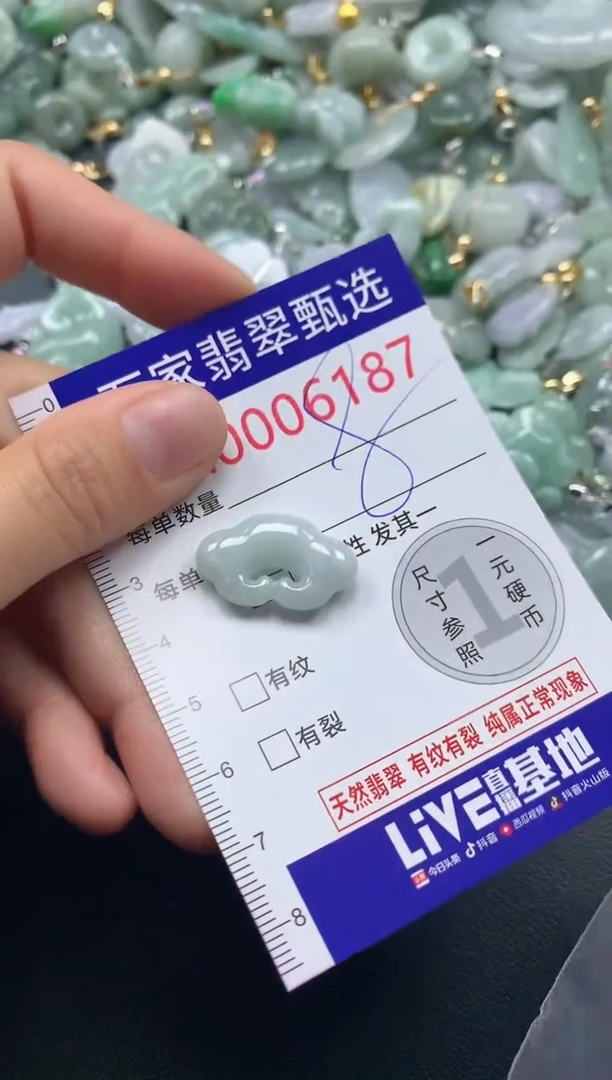 家翡翠甄选
0006187
8
每单数量
每单
性 发其一
尺寸参照
1
一元硬币
0
3
4
5
6
7
8
有纹
有裂
天然翡翠 有纹有裂 纯属正常现象
LiVE直播基地
今日头条 抖音 西瓜视频 抖音火山版